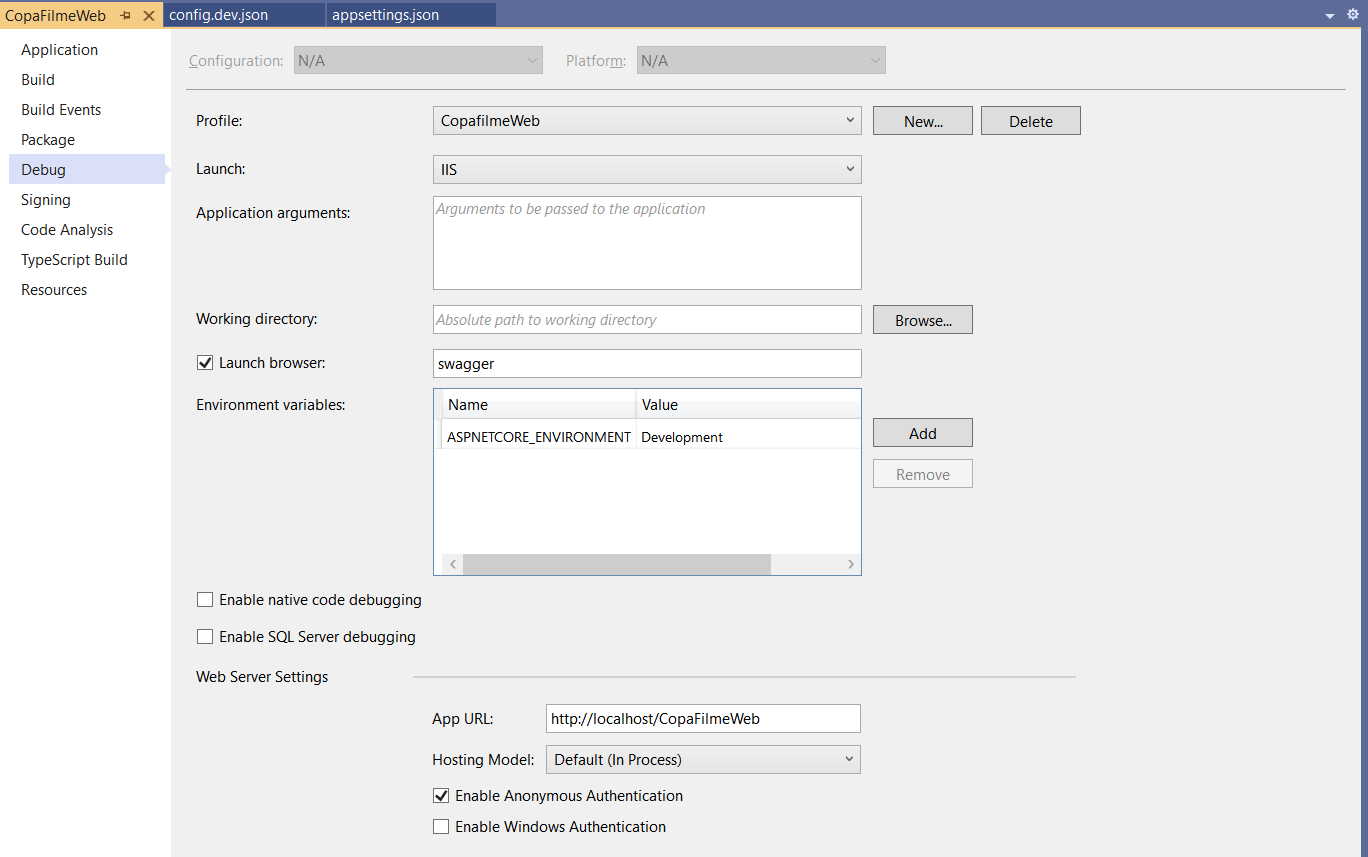 CopaFilmeWeb
config.dev.json
appsettings.json
Application
Build
Build Events
Package
Debug
Signing
Code Analysis
TypeScript Build
Resources
Configuration: N/A Platform: N/A
Profile: CopafilmeWeb New... Delete
Launch: IIS
Application arguments: Arguments to be passed to the application
Working directory: Absolute path to working directory Browse...
Launch browser: swagger
Environment variables: Name Value
ASPNETCORE_ENVIRONMENT Development
Add
Remove
Enable native code debugging
Enable SQL Server debugging
Web Server Settings
App URL: http://localhost/CopaFilmeWeb
Hosting Model: Default (In Process)
Enable Anonymous Authentication
Enable Windows Authentication